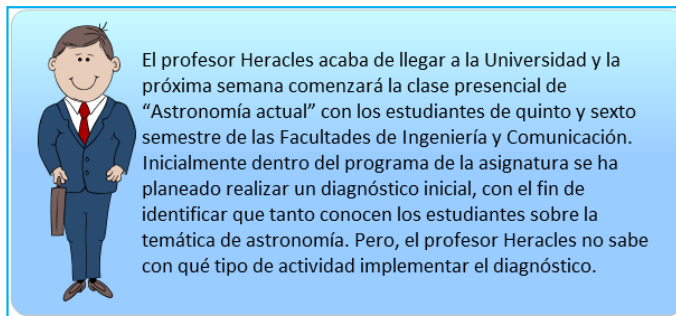 El profesor Heracles acaba de llegar a la Universidad y la
próxima semana comenzará la clase presencial de
“Astronomía actual” con los estudiantes de quinto y sexto
semestre de las Facultades de Ingeniería y Comunicación.
Inicialmente dentro del programa de la asignatura se ha
planeado realizar un diagnóstico inicial, con el fin de
identificar que tanto conocen los estudiantes sobre la
temática de astronomía. Pero, el profesor Heracles no sabe
con qué tipo de actividad implementar el diagnóstico.